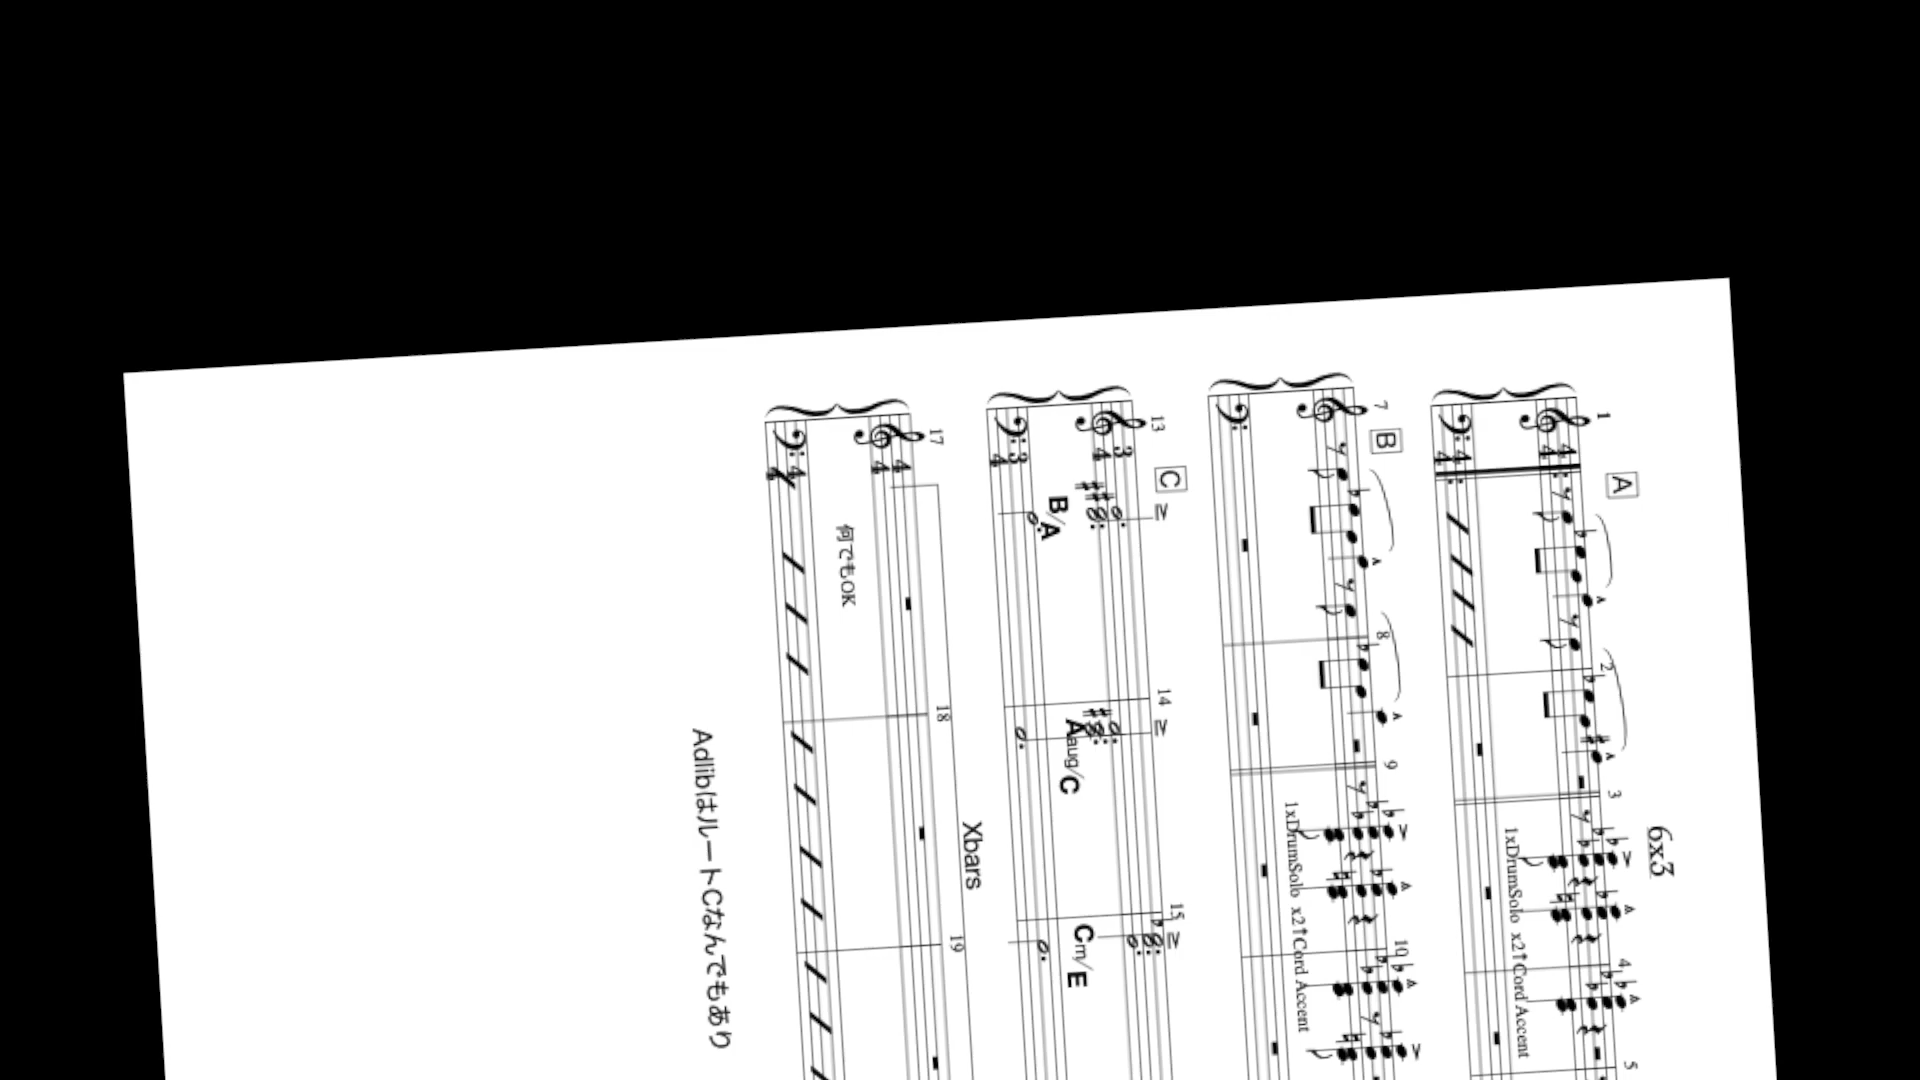 6x3
A
1 2 3 4 5
1xDrumSolo x2↑Cord Accent
B
7 8 9 10
1xDrumSolo x2↑Cord Accent
C
13 14 15
B/A Aaug/C Cm/E
Xbars
17 18 19
何でもOK
AdlibはルートCなんでもあり